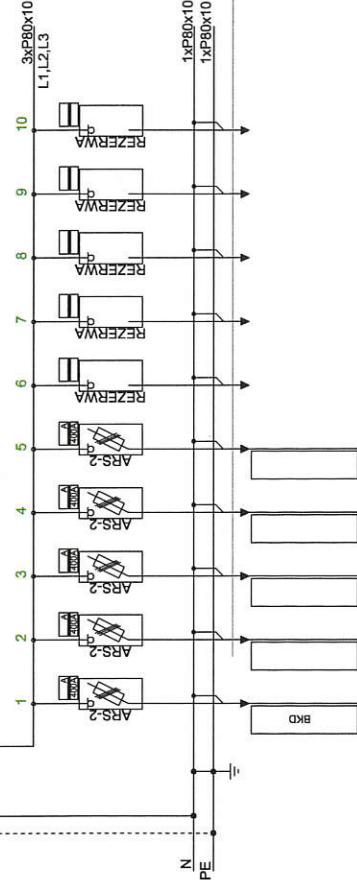 3xP80x10
L1,L2,L3
1xP80x10
1xP80x10
10
REZERWA
9
REZERWA
8
REZERWA
7
REZERWA
6
REZERWA
5
A
400A
ARS-2
4
A
400A
ARS-2
3
A
400A
ARS-2
2
A
400A
ARS-2
1
A
400A
ARS-2
BKD
N
PE